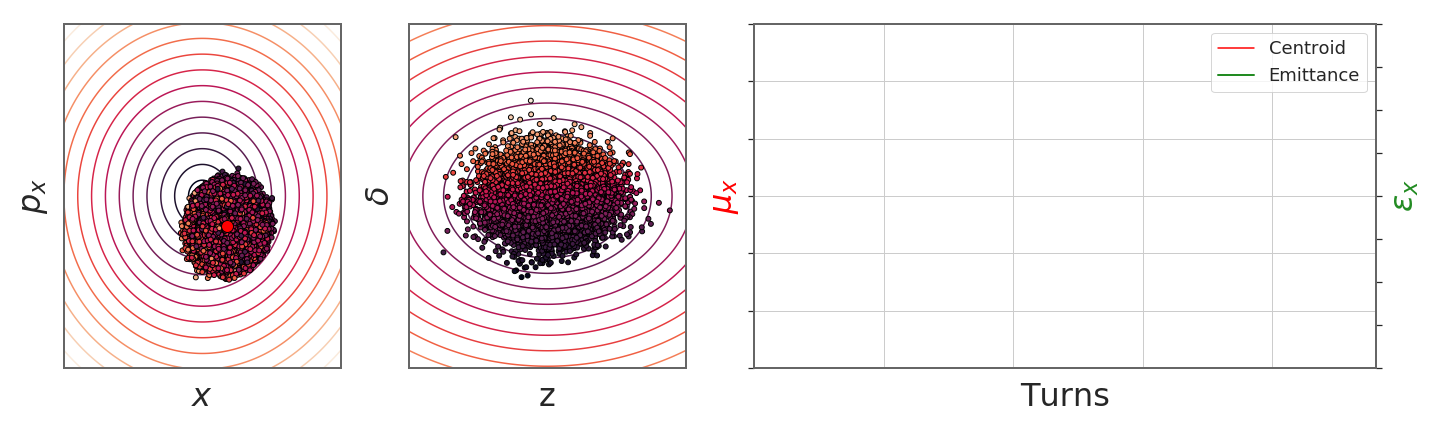 p_x
x
δ
z
μ_x
Centroid
Emittance
ε_x
Turns